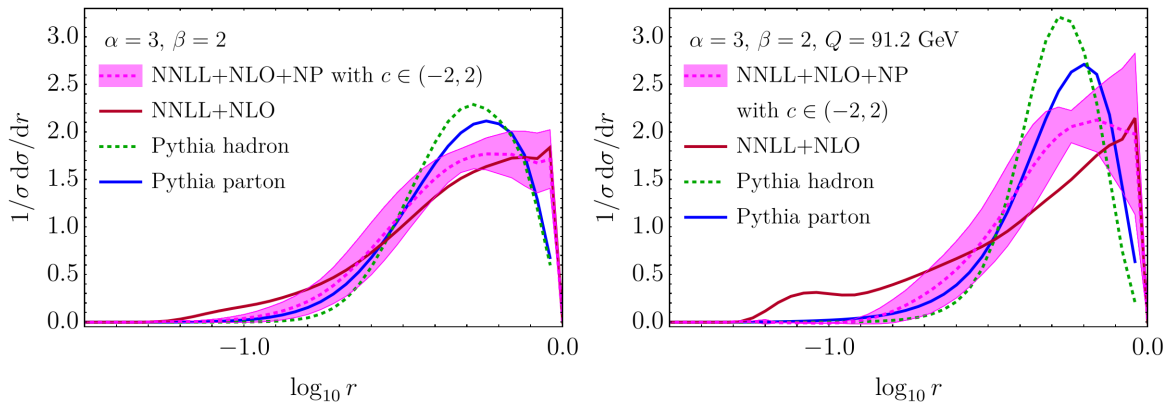 3.0
2.5
2.0
1.5
1.0
0.5
0.0
1/σ dσ/dr
α = 3, β = 2
NNLL+NLO+NP with c ∈ (−2, 2)
NNLL+NLO
Pythia hadron
Pythia parton
−1.0
0.0
log₁₀ r
3.0
2.5
2.0
1.5
1.0
0.5
0.0
1/σ dσ/dr
α = 3, β = 2, Q = 91.2 GeV
NNLL+NLO+NP
with c ∈ (−2, 2)
NNLL+NLO
Pythia hadron
Pythia parton
−1.0
0.0
log₁₀ r